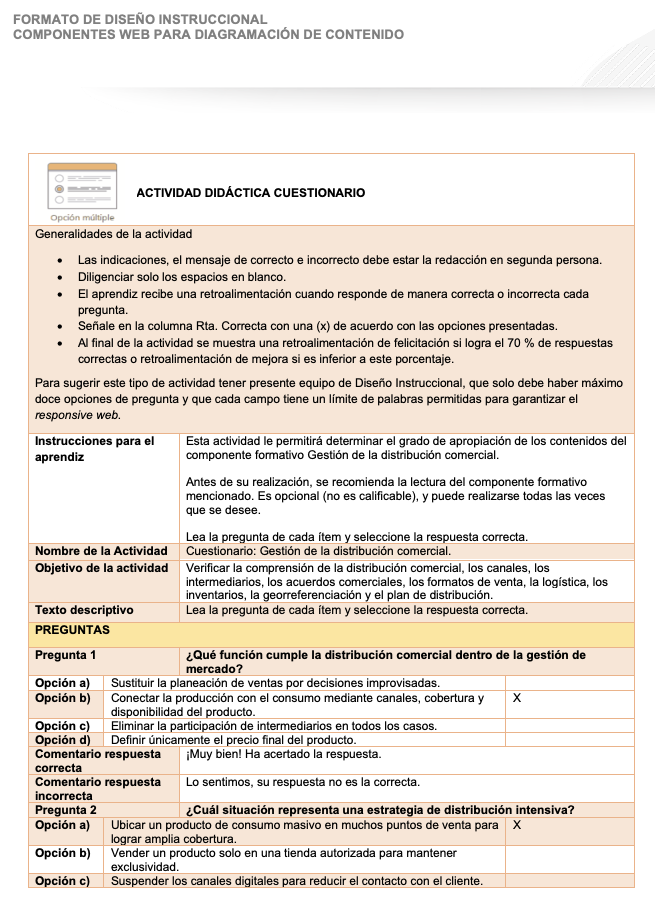 FORMATO DE DISEÑO INSTRUCCIONAL
COMPONENTES WEB PARA DIAGRAMACIÓN DE CONTENIDO
Opción múltiple
ACTIVIDAD DIDÁCTICA CUESTIONARIO
Generalidades de la actividad
• Las indicaciones, el mensaje de correcto e incorrecto debe estar la redacción en segunda persona.
• Diligenciar solo los espacios en blanco.
• El aprendiz recibe una retroalimentación cuando responde de manera correcta o incorrecta cada
pregunta.
• Señale en la columna Rta. Correcta con una (x) de acuerdo con las opciones presentadas.
• Al final de la actividad se muestra una retroalimentación de felicitación si logra el 70 % de respuestas
correctas o retroalimentación de mejora si es inferior a este porcentaje.
Para sugerir este tipo de actividad tener presente equipo de Diseño Instruccional, que solo debe haber máximo
doce opciones de pregunta y que cada campo tiene un límite de palabras permitidas para garantizar el
responsive web.
Instrucciones para el
aprendiz
Esta actividad le permitirá determinar el grado de apropiación de los contenidos del
componente formativo Gestión de la distribución comercial.
Antes de su realización, se recomienda la lectura del componente formativo
mencionado. Es opcional (no es calificable), y puede realizarse todas las veces
que se desee.
Lea la pregunta de cada ítem y seleccione la respuesta correcta.
Nombre de la Actividad Cuestionario: Gestión de la distribución comercial.
Objetivo de la actividad Verificar la comprensión de la distribución comercial, los canales, los
intermediarios, los acuerdos comerciales, los formatos de venta, la logística, los
inventarios, la georreferenciación y el plan de distribución.
Texto descriptivo Lea la pregunta de cada ítem y seleccione la respuesta correcta.
PREGUNTAS
Pregunta 1 ¿Qué función cumple la distribución comercial dentro de la gestión de
mercado?
Opción a) Sustituir la planeación de ventas por decisiones improvisadas.
Opción b) Conectar la producción con el consumo mediante canales, cobertura y X
disponibilidad del producto.
Opción c) Eliminar la participación de intermediarios en todos los casos.
Opción d) Definir únicamente el precio final del producto.
Comentario respuesta
correcta
¡Muy bien! Ha acertado la respuesta.
Comentario respuesta
incorrecta
Lo sentimos, su respuesta no es la correcta.
Pregunta 2 ¿Cuál situación representa una estrategia de distribución intensiva?
Opción a) Ubicar un producto de consumo masivo en muchos puntos de venta para X
lograr amplia cobertura.
Opción b) Vender un producto solo en una tienda autorizada para mantener
exclusividad.
Opción c) Suspender los canales digitales para reducir el contacto con el cliente.